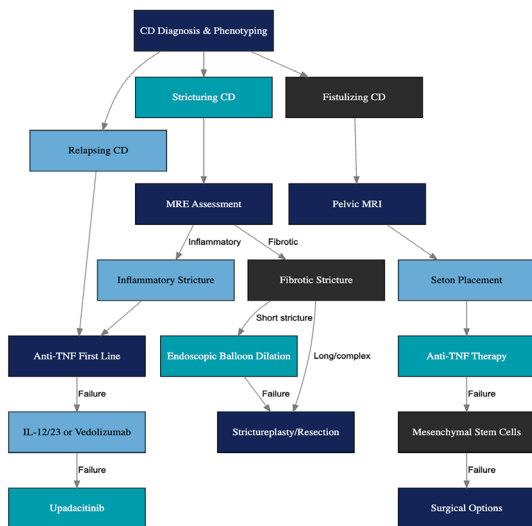 CD Diagnosis & Phenotyping
Stricturing CD
Fistulizing CD
Relapsing CD
MRE Assessment
Pelvic MRI
Inflammatory
Fibrotic
Inflammatory Stricture
Fibrotic Stricture
Seton Placement
Short stricture
Long/complex
Anti-TNF First Line
Endoscopic Balloon Dilation
Anti-TNF Therapy
Failure
Failure
Failure
IL-12/23 or Vedolizumab
Strictureplasty/Resection
Mesenchymal Stem Cells
Failure
Failure
Upadacitinib
Surgical Options